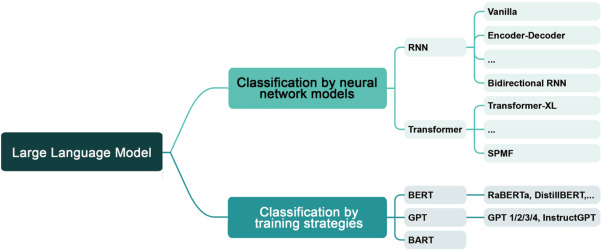 Large Language Model
Classification by neural
network models
RNN
Vanilla
Encoder-Decoder
...
Bidirectional RNN
Transformer
Transformer-XL
...
SPMF
Classification by
training strategies
BERT
RaBERTa, DistillBERT,...
GPT
GPT 1/2/3/4, InstructGPT
BART